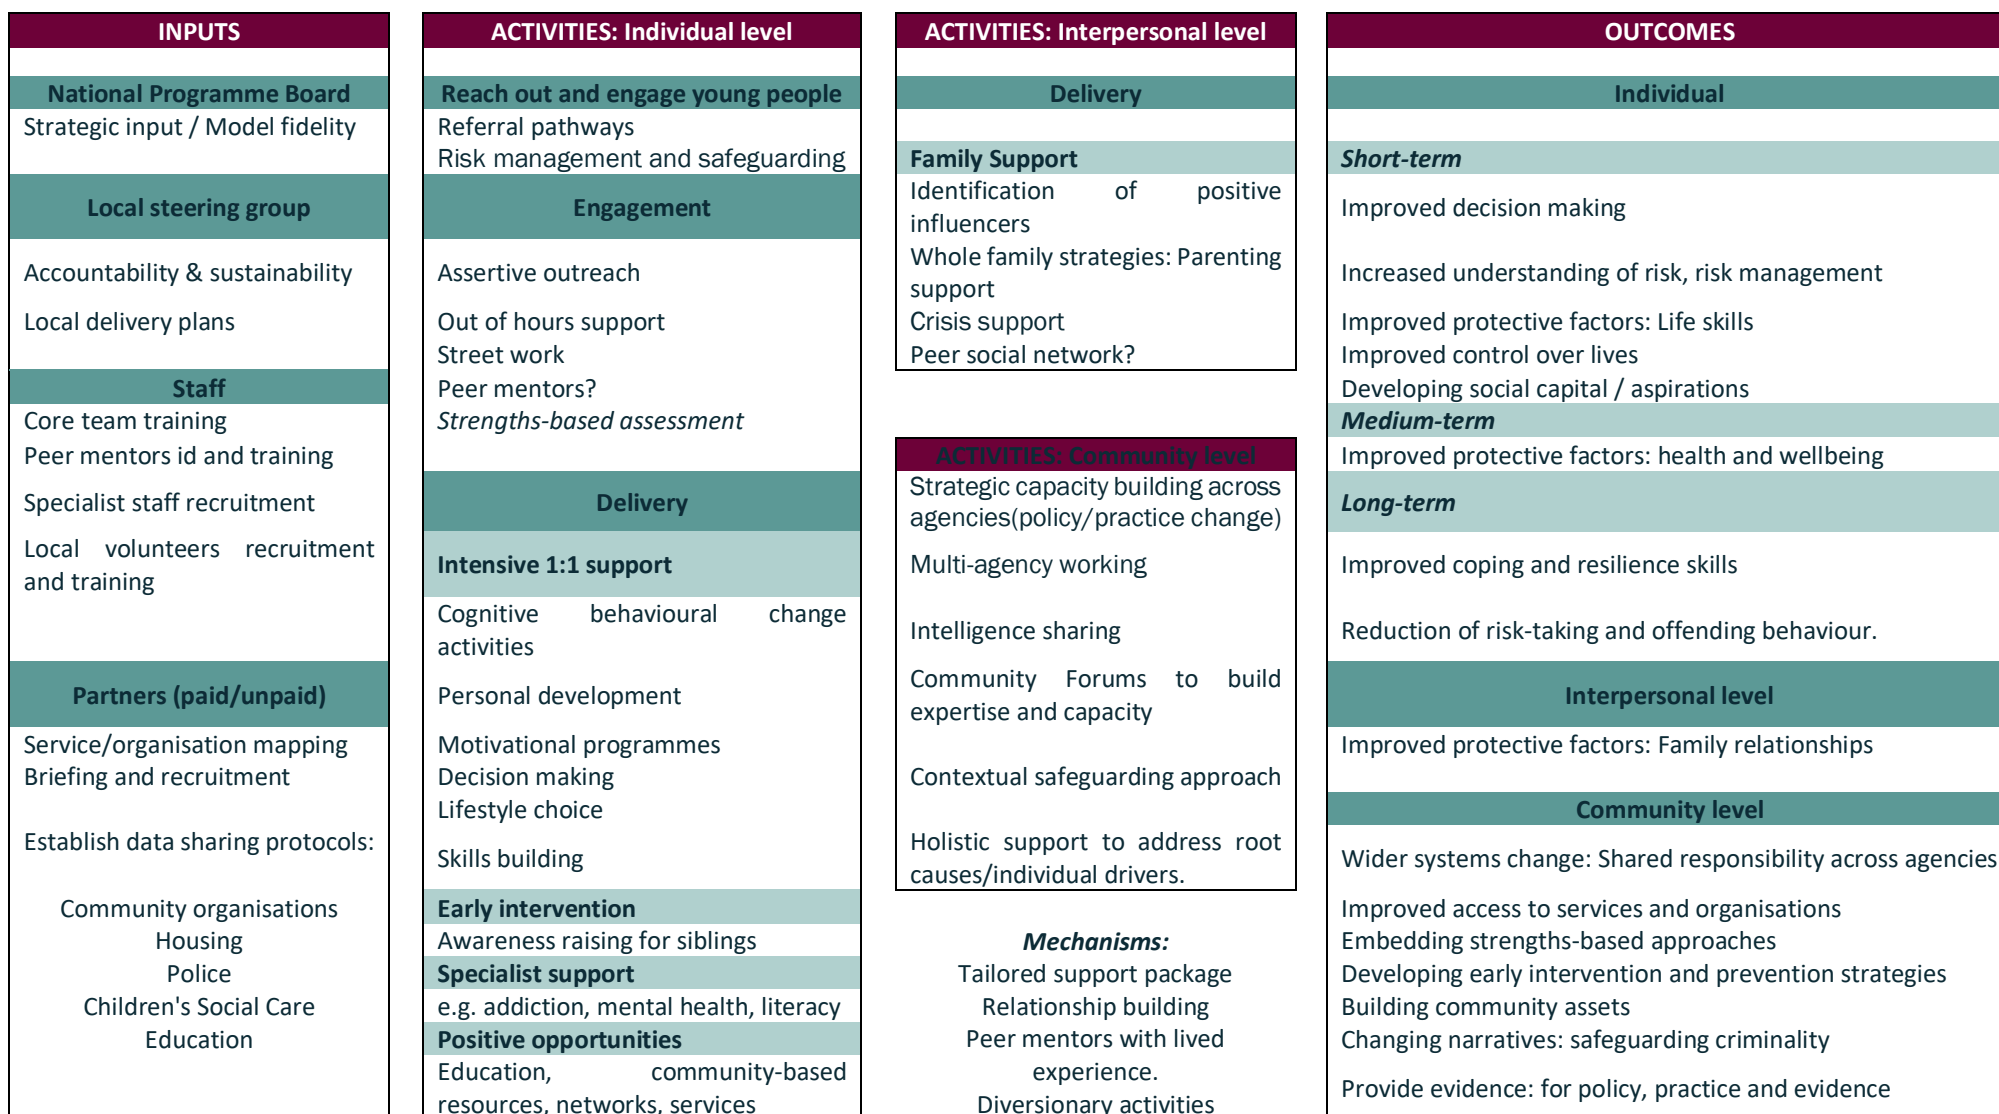 INPUTS
National Programme Board
Strategic input / Model fidelity
Local steering group
Accountability & sustainability
Local delivery plans
Staff
Core team training
Peer mentors id and training
Specialist staff recruitment
Local volunteers recruitment
and training
Partners (paid/unpaid)
Service/organisation mapping
Briefing and recruitment
Establish data sharing protocols:
Community organisations
Housing
Police
Children's Social Care
Education
ACTIVITIES: Individual level
Reach out and engage young people
Referral pathways
Risk management and safeguarding
Engagement
Assertive outreach
Out of hours support
Street work
Peer mentors?
Strengths-based assessment
Delivery
Intensive 1:1 support
Cognitive behavioural change
activities
Personal development
Motivational programmes
Decision making
Lifestyle choice
Skills building
Early intervention
Awareness raising for siblings
Specialist support
e.g. addiction, mental health, literacy
Positive opportunities
Education, community-based
resources, networks, services
ACTIVITIES: Interpersonal level
Delivery
Family Support
Identification of positive
influencers
Whole family strategies: Parenting
support
Crisis support
Peer social network?
ACTIVITIES: Community level
Strategic capacity building across
agencies(policy/practice change)
Multi-agency working
Intelligence sharing
Community Forums to build
expertise and capacity
Contextual safeguarding approach
Holistic support to address root
causes/individual drivers.
Mechanisms:
Tailored support package
Relationship building
Peer mentors with lived
experience.
Diversionary activities
OUTCOMES
Individual
Short-term
Improved decision making
Increased understanding of risk, risk management
Improved protective factors: Life skills
Improved control over lives
Developing social capital / aspirations
Medium-term
Improved protective factors: health and wellbeing
Long-term
Improved coping and resilience skills
Reduction of risk-taking and offending behaviour.
Interpersonal level
Improved protective factors: Family relationships
Community level
Wider systems change: Shared responsibility across agencies
Improved access to services and organisations
Embedding strengths-based approaches
Developing early intervention and prevention strategies
Building community assets
Changing narratives: safeguarding criminality
Provide evidence: for policy, practice and evidence